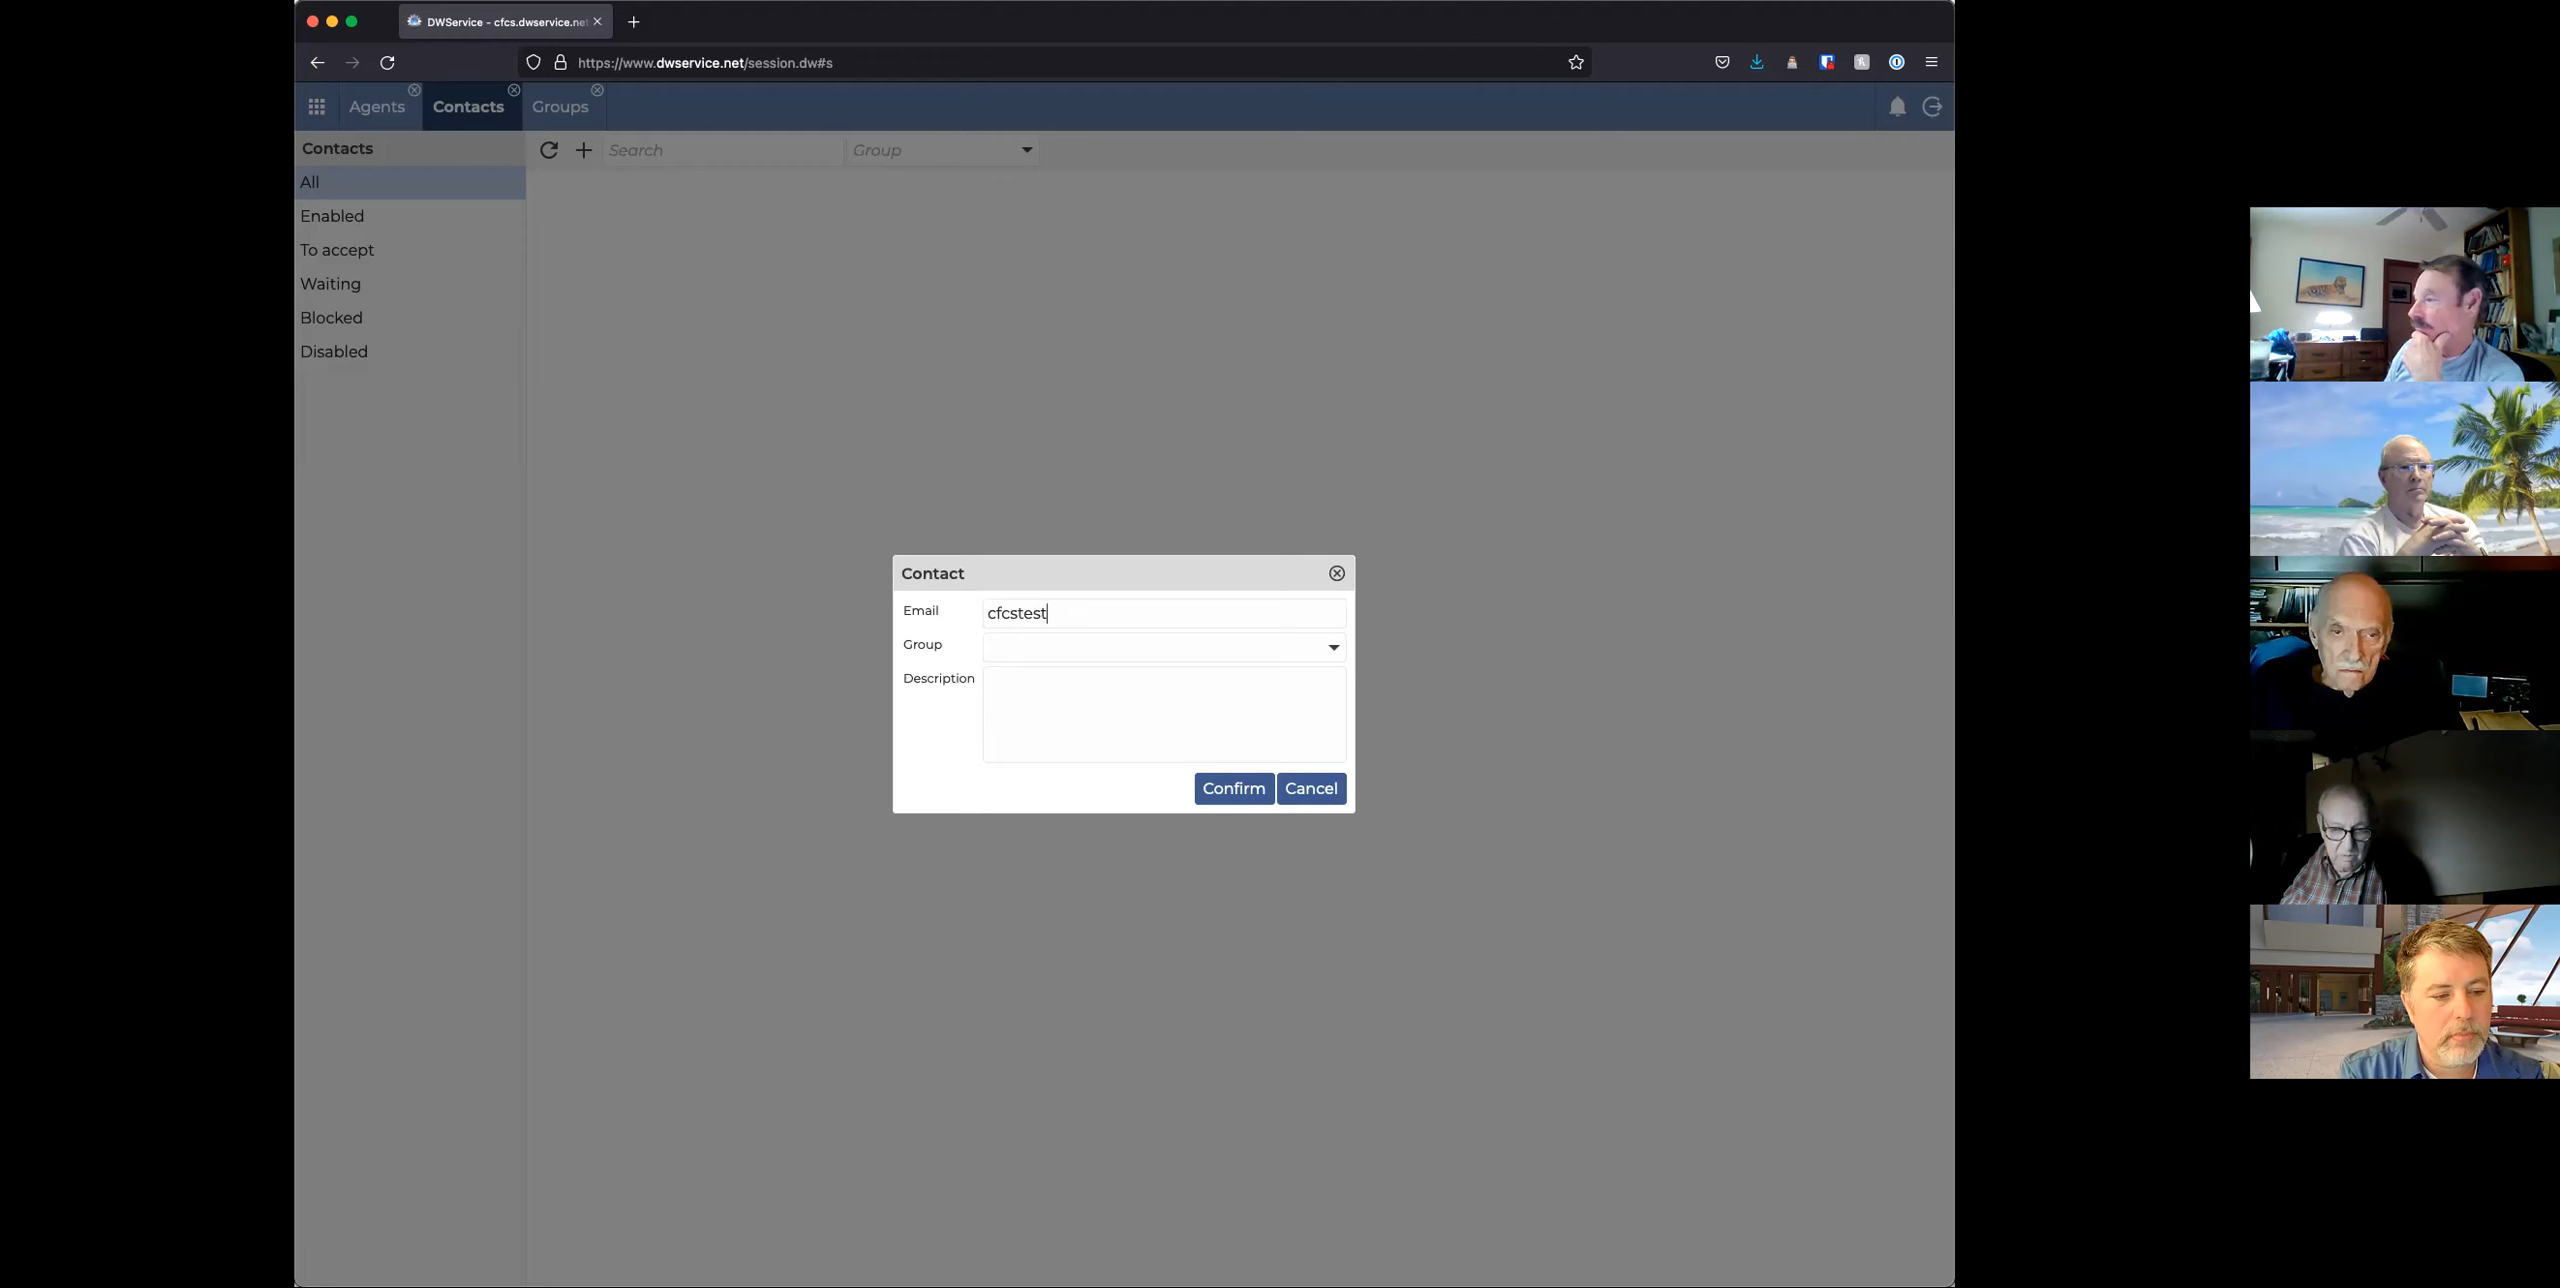 DWService - cfcs.dwservice.net
https://www.dwservice.net/session.dw#s
Agents
Contacts
Groups
Contacts
Search
Group
All
Enabled
To accept
Waiting
Blocked
Disabled
Contact
Email
cfcstest
Group
Description
Confirm
Cancel